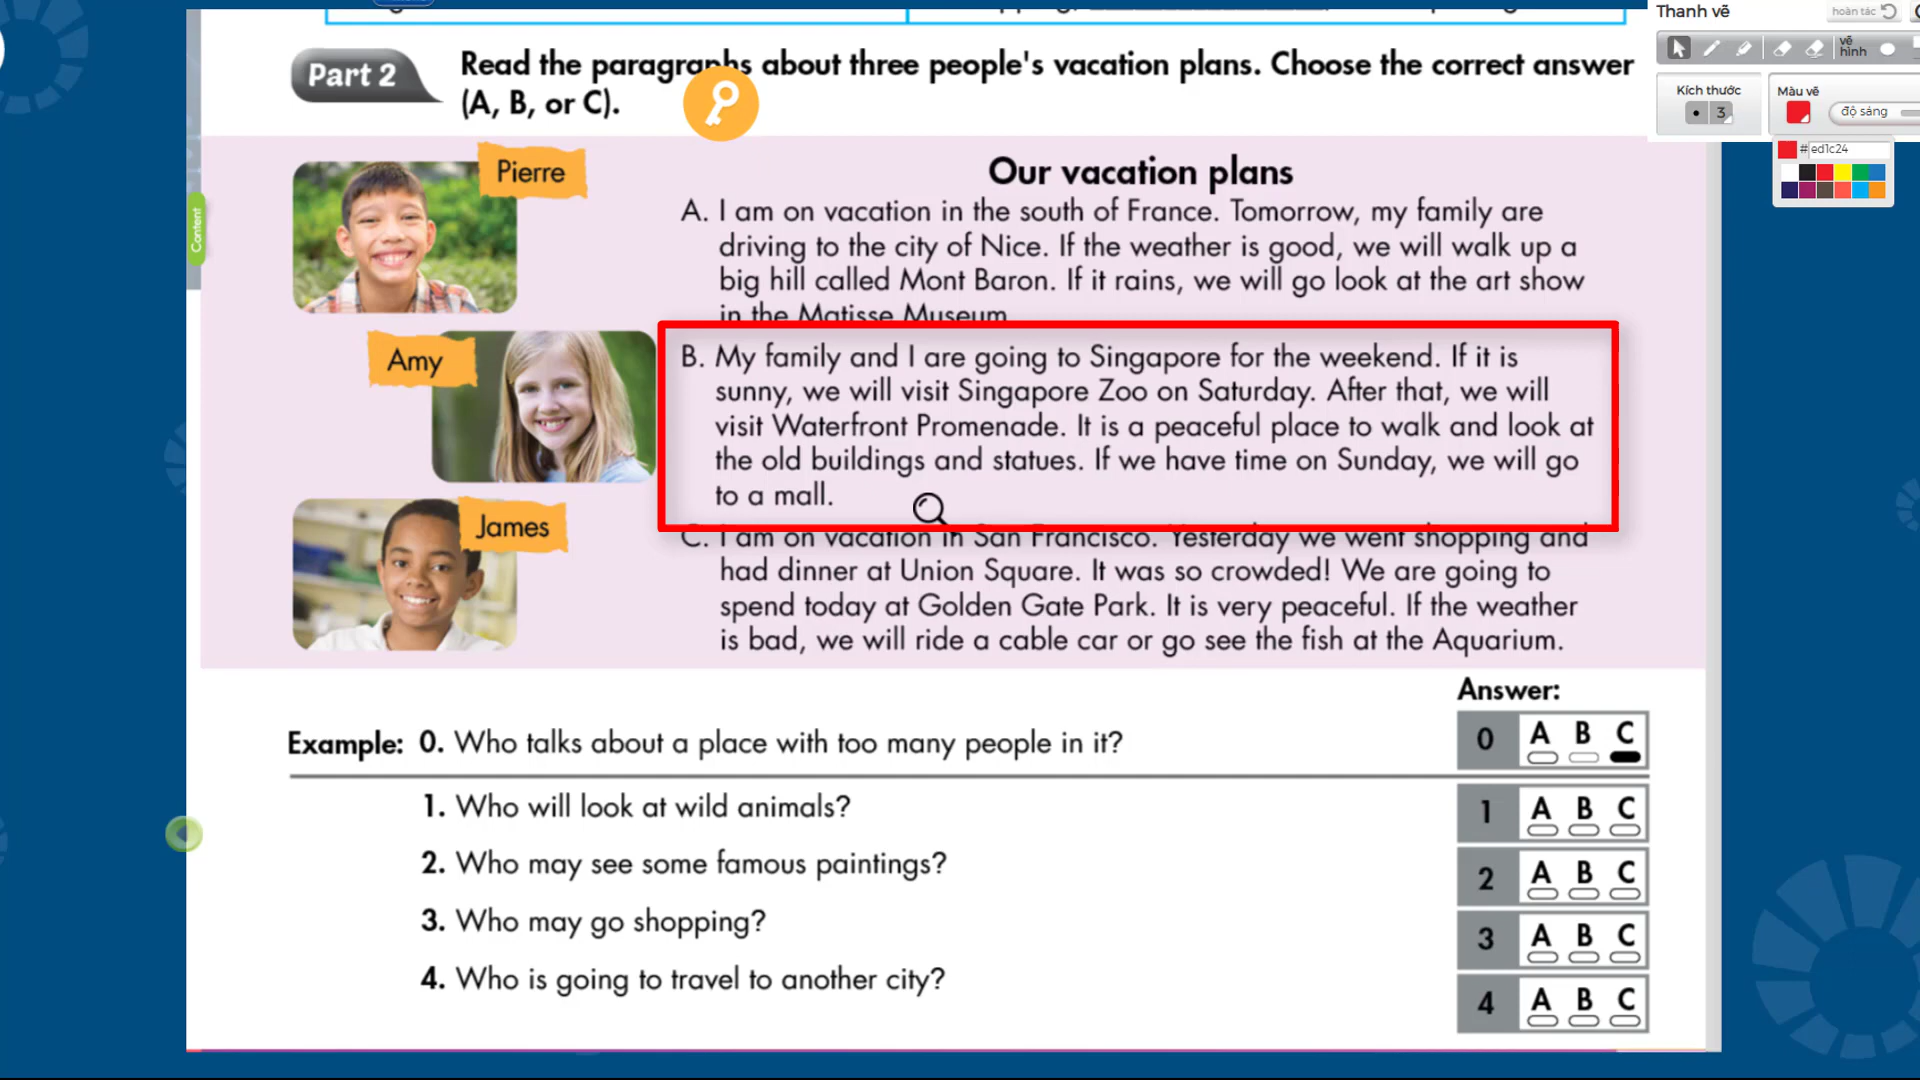 Thanh vẽ
hoàn tác
vẽ hình
Kích thước
3
Màu vẽ
độ sáng
#ed1c24
Content
Part 2
Read the paragraphs about three people's vacation plans. Choose the correct answer
(A, B, or C).
Pierre
Amy
James
Our vacation plans
A. I am on vacation in the south of France. Tomorrow, my family are
driving to the city of Nice. If the weather is good, we will walk up a
big hill called Mont Baron. If it rains, we will go look at the art show
in the Matisse Museum
B. My family and I are going to Singapore for the weekend. If it is
sunny, we will visit Singapore Zoo on Saturday. After that, we will
visit Waterfront Promenade. It is a peaceful place to walk and look at
the old buildings and statues. If we have time on Sunday, we will go
to a mall.
C. I am on vacation in San Francisco. Yesterday we went shopping and
had dinner at Union Square. It was so crowded! We are going to
spend today at Golden Gate Park. It is very peaceful. If the weather
is bad, we will ride a cable car or go see the fish at the Aquarium.
Answer:
Example: 0. Who talks about a place with too many people in it?
0 A B C
1. Who will look at wild animals?
1 A B C
2. Who may see some famous paintings?
2 A B C
3. Who may go shopping?
3 A B C
4. Who is going to travel to another city?
4 A B C